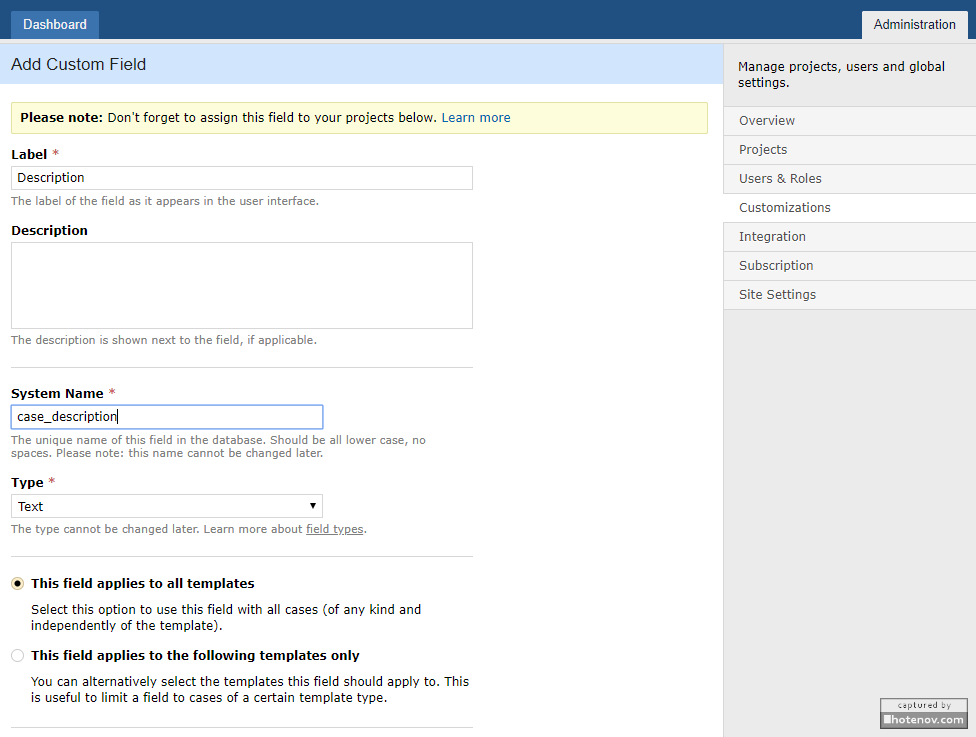 Dashboard
Administration
Add Custom Field
Please note: Don't forget to assign this field to your projects below. Learn more
Label *
Description
The label of the field as it appears in the user interface.
Description
The description is shown next to the field, if applicable.
System Name *
case_description
The unique name of this field in the database. Should be all lower case, no
spaces. Please note: this name cannot be changed later.
Type *
Text
The type cannot be changed later. Learn more about field types.
This field applies to all templates
Select this option to use this field with all cases (of any kind and
independently of the template).
This field applies to the following templates only
You can alternatively select the templates this field should apply to. This
is useful to limit a field to cases of a certain template type.
Manage projects, users and global
settings.
Overview
Projects
Users & Roles
Customizations
Integration
Subscription
Site Settings
captured by
hotenov.com